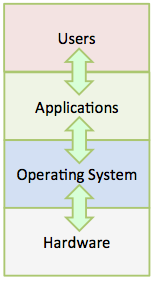 Users
Applications
Operating System
Hardware